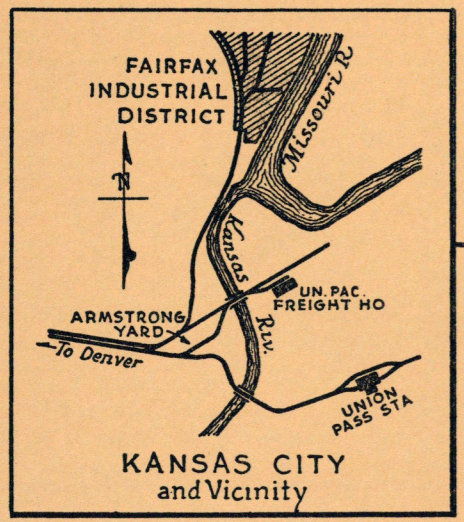 FAIRFAX
INDUSTRIAL
DISTRICT
Missouri R
N
Kansas
Riv.
UN. PAC.
FREIGHT HO
ARMSTRONG
YARD
To Denver
UNION
PASS STA
KANSAS CITY
and Vicinity